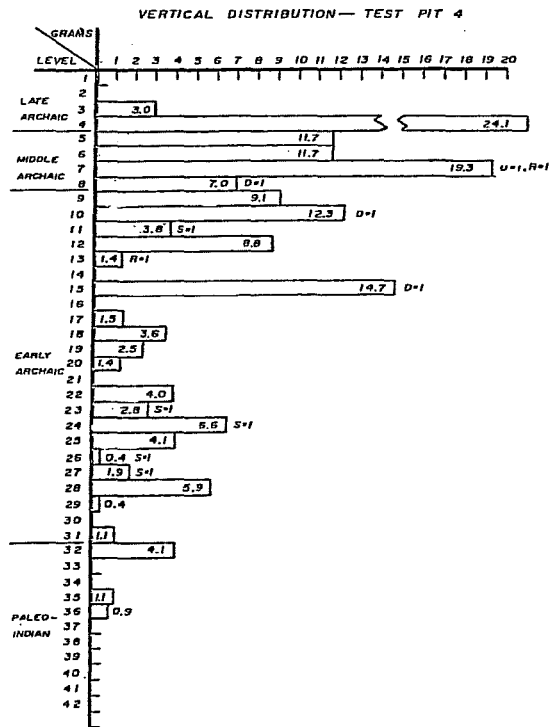 VERTICAL DISTRIBUTION— TEST PIT 4
GRAMS
LEVEL 1 2 3 4 5 6 7 8 9 10 11 12 13 14 15 16 17 18 19 20
1
2
LATE ARCHAIC
3 3.0
4 24.1
5 11.7
MIDDLE ARCHAIC
6 11.7
7 19.3 U=1, R=1
8 7.0 D=1
9 9.1
10 12.3 D=1
11 3.8 S=1
12 8.8
13 1.4 R=1
14
15 14.7 D=1
16
17 1.5
18 3.6
19 2.5
EARLY ARCHAIC
20 1.4
21
22 4.0
23 2.8 S=1
24 6.6 S=1
25 4.1
26 0.4 S=1
27 1.9 S=1
28 5.9
29 0.4
30
31 1.1
32 4.1
33
34
35 1.1
36 0.9
PALEO-
INDIAN
37
38
39
40
41
42